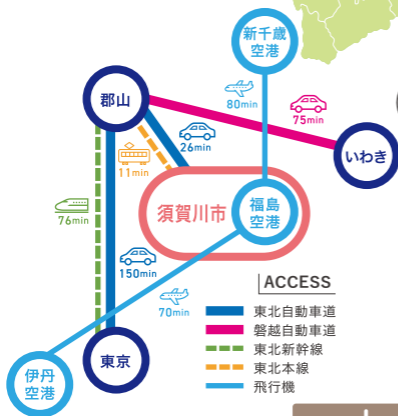 新千歳
空港
80min
郡山
75min
26min
いわき
11min
須賀川市
福島
空港
76min
150min
70min
ACCESS
東北自動車道
磐越自動車道
東北新幹線
東北本線
飛行機
東京
伊丹
空港